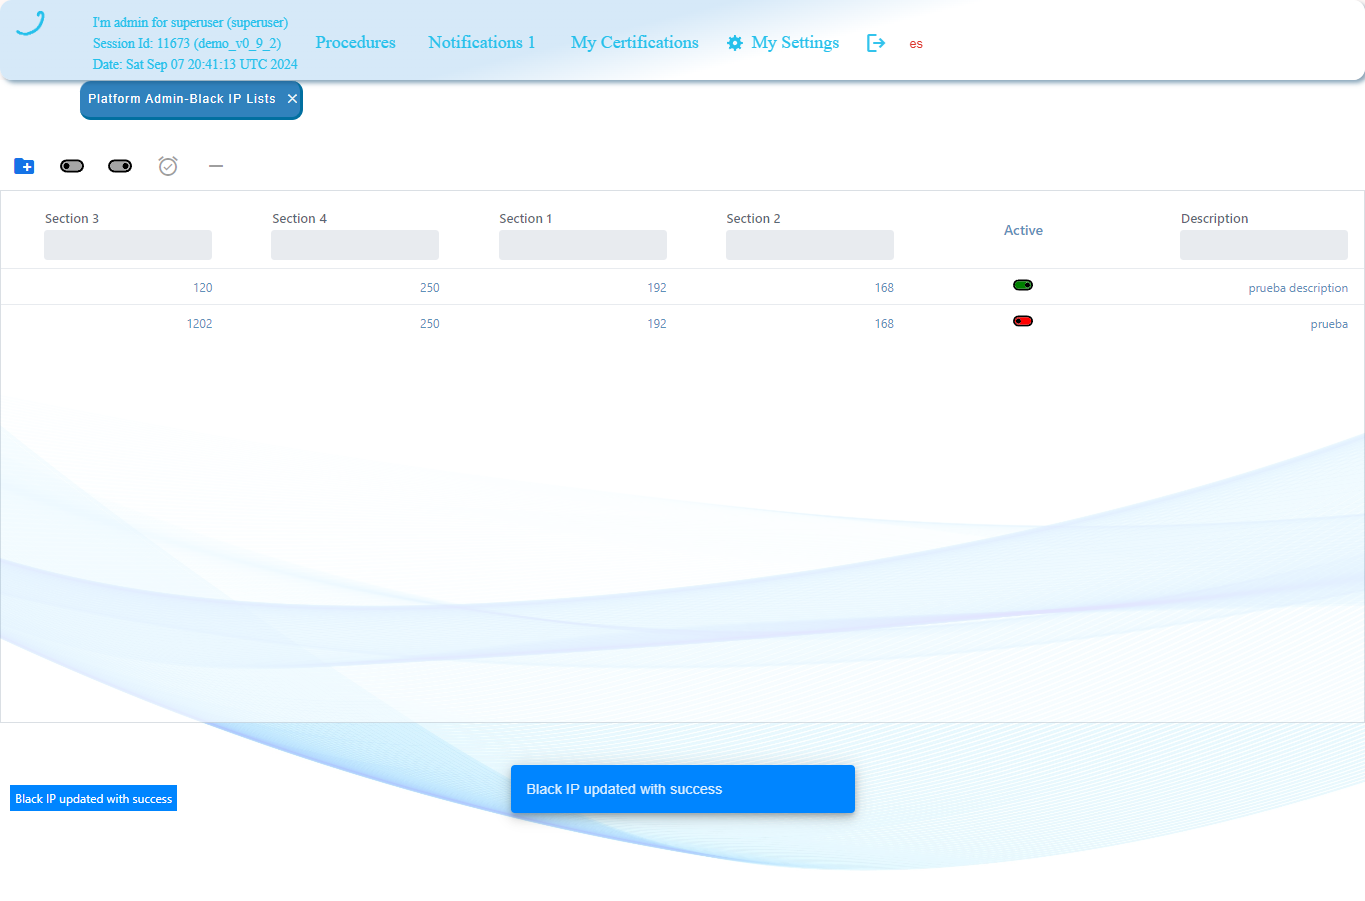 I'm admin for superuser (superuser)
Session Id: 11673 (demo_v0_9_2)
Date: Sat Sep 07 20:41:13 UTC 2024
Procedures
Notifications 1
My Certifications
My Settings
es
Platform Admin-Black IP Lists
Section 3 Section 4 Section 1 Section 2 Active Description
120 250 192 168 prueba description
1202 250 192 168 prueba
Black IP updated with success
Black IP updated with success